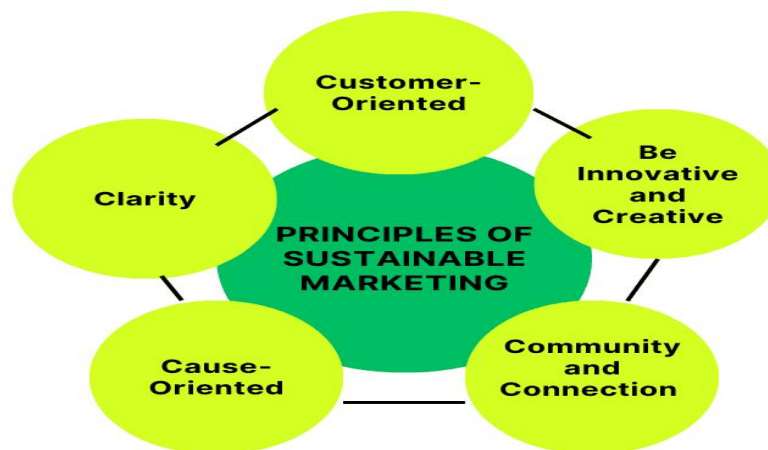 Customer-
Oriented
Be
Innovative
and
Creative
Clarity
PRINCIPLES OF
SUSTAINABLE
MARKETING
Cause-
Oriented
Community
and
Connection